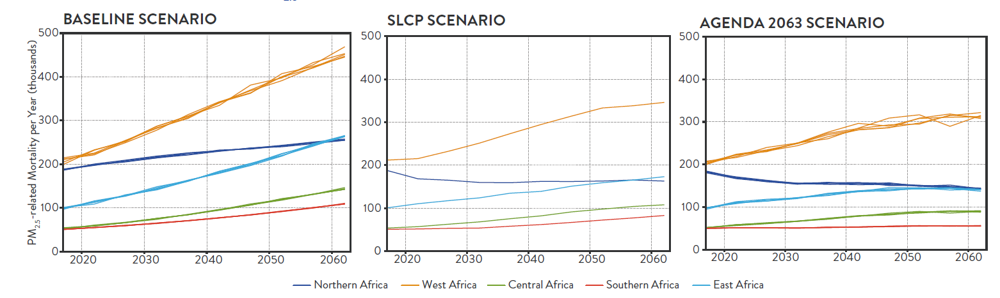 2.5
BASELINE SCENARIO
SLCP SCENARIO
AGENDA 2063 SCENARIO
PM2.5-related Mortality per Year (thousands)
500
400
300
200
100
0
2020 2030 2040 2050 2060
500
400
300
200
100
0
2020 2030 2040 2050 2060
500
400
300
200
100
0
2020 2030 2040 2050 2060
Northern Africa West Africa Central Africa Southern Africa East Africa